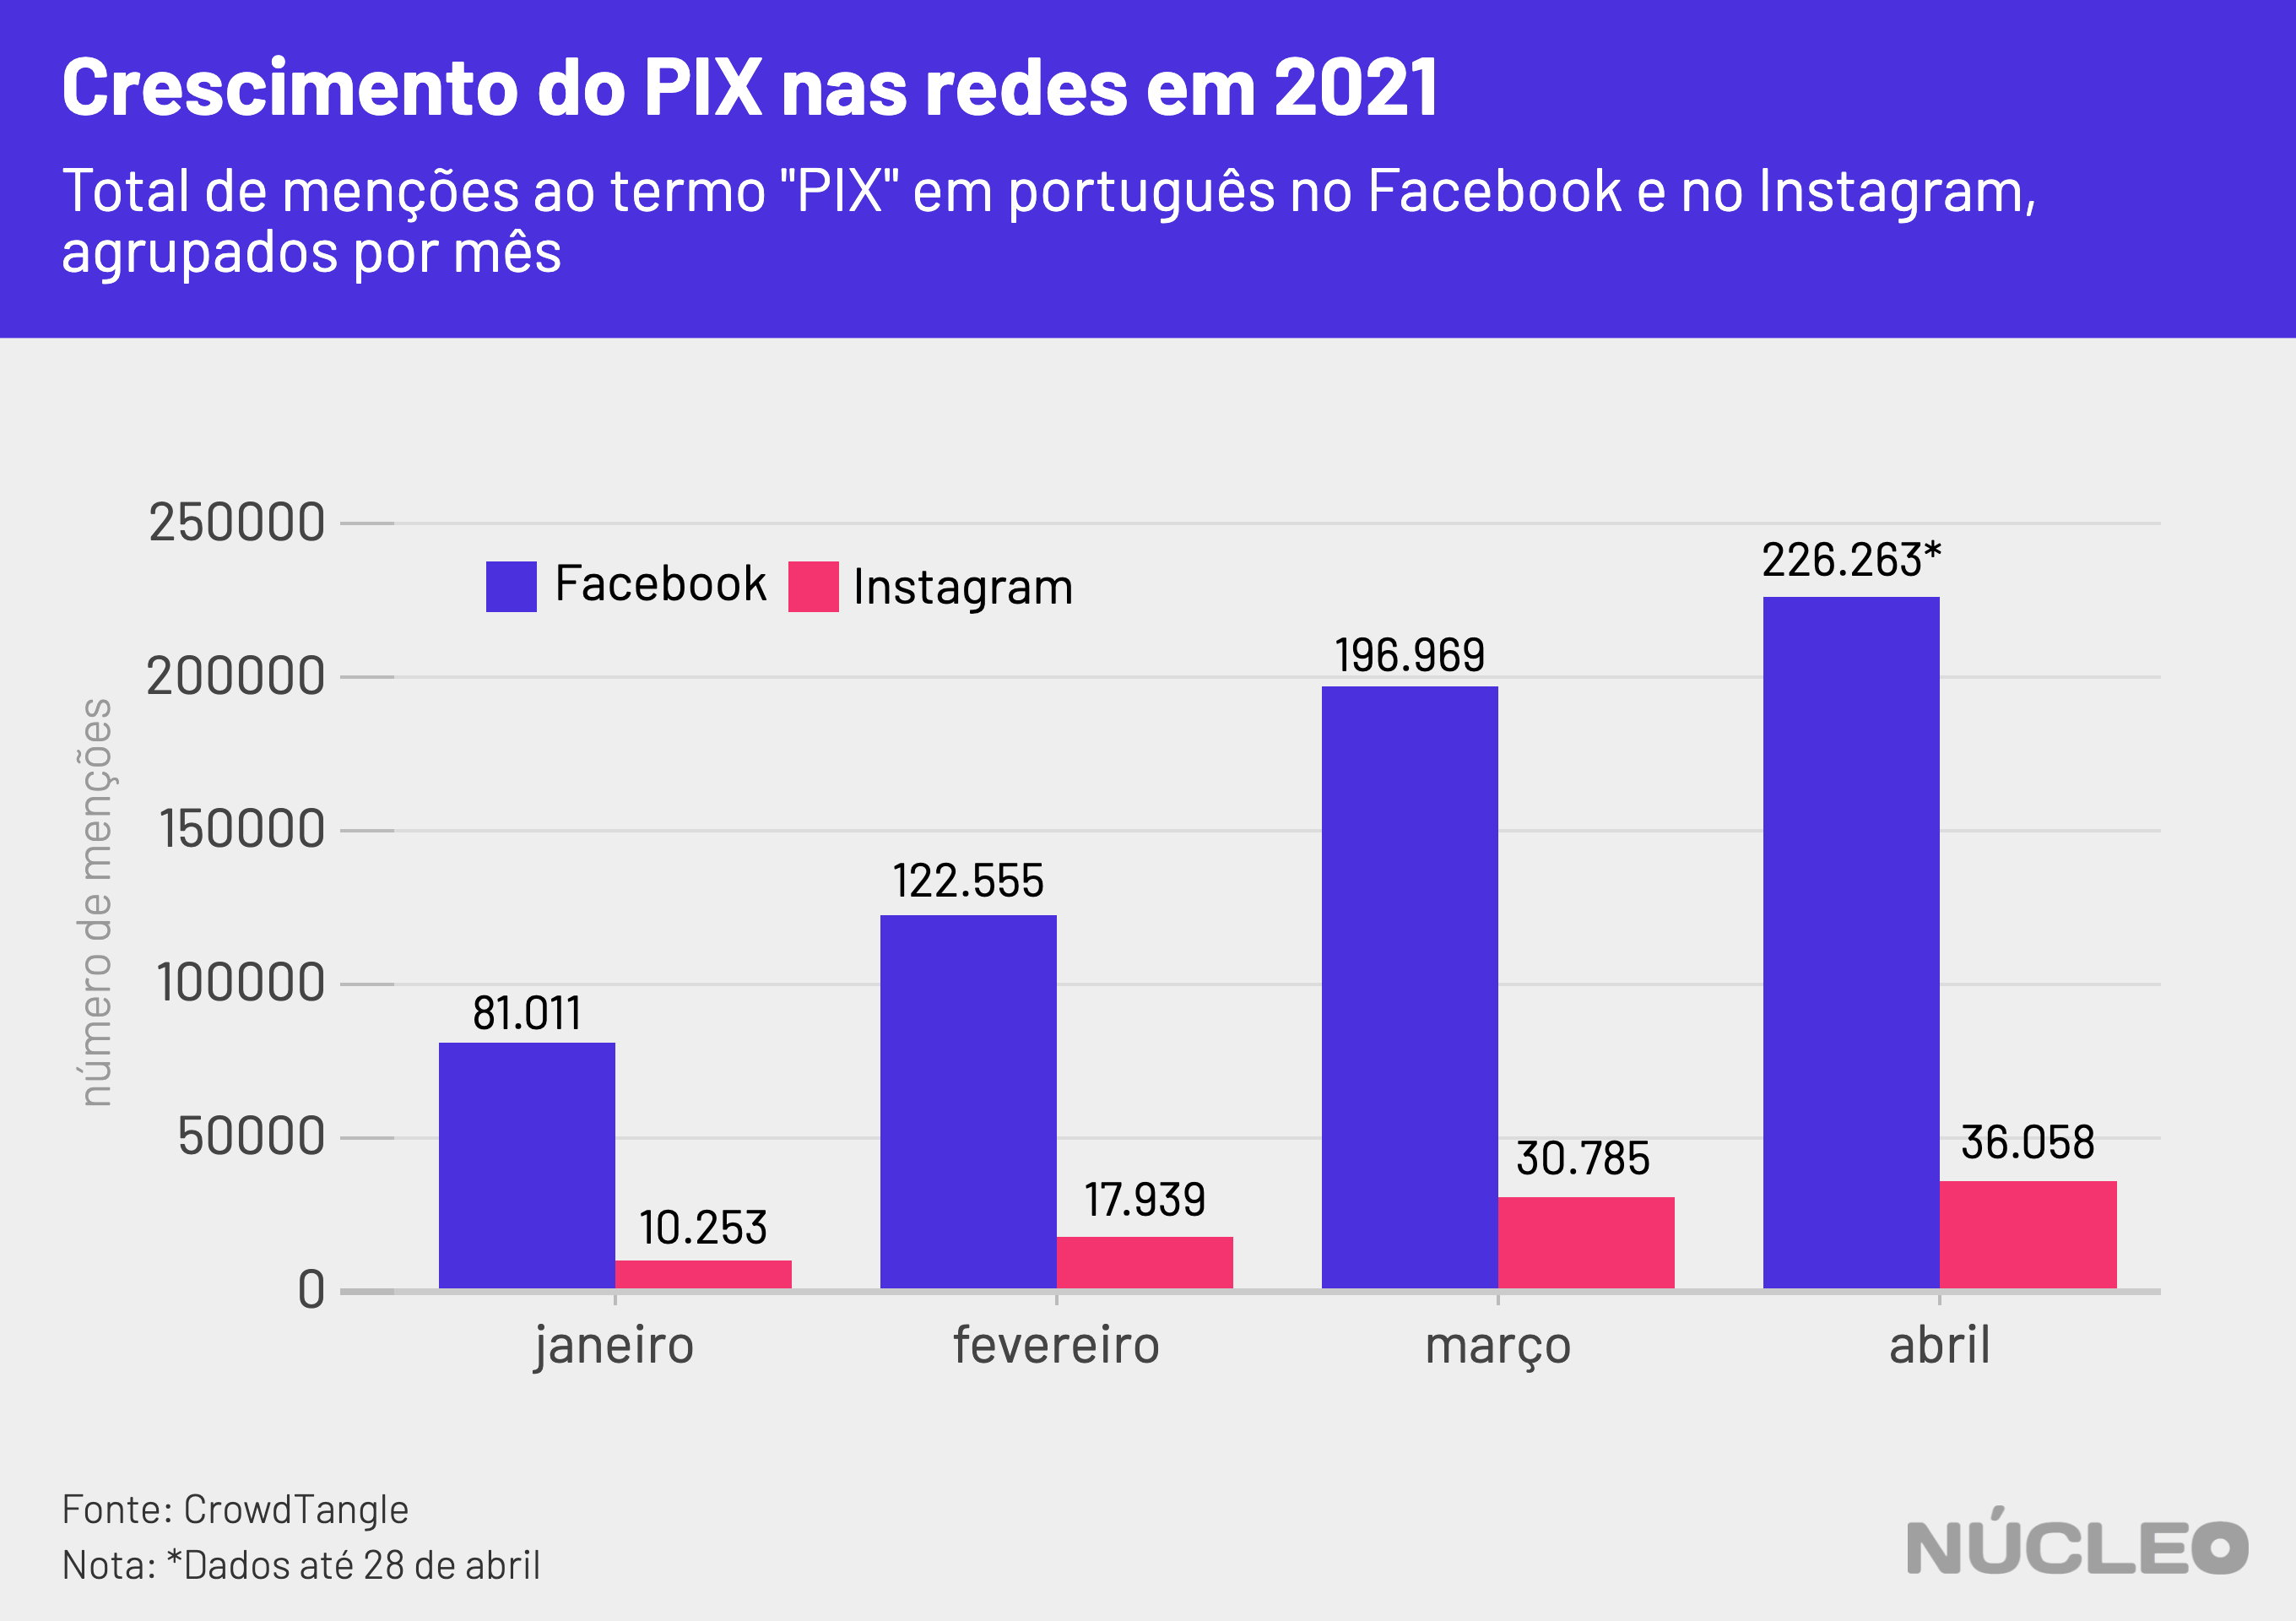 Crescimento do PIX nas redes em 2021
Total de menções ao termo "PIX" em português no Facebook e no Instagram,
agrupados por mês
número de menções
250000
200000
150000
100000
50000
0
Facebook
Instagram
81.011
10.253
122.555
17.939
196.969
30.785
226.263*
36.058
janeiro
fevereiro
março
abril
Fonte: CrowdTangle
Nota: *Dados até 28 de abril
NÚCLEO